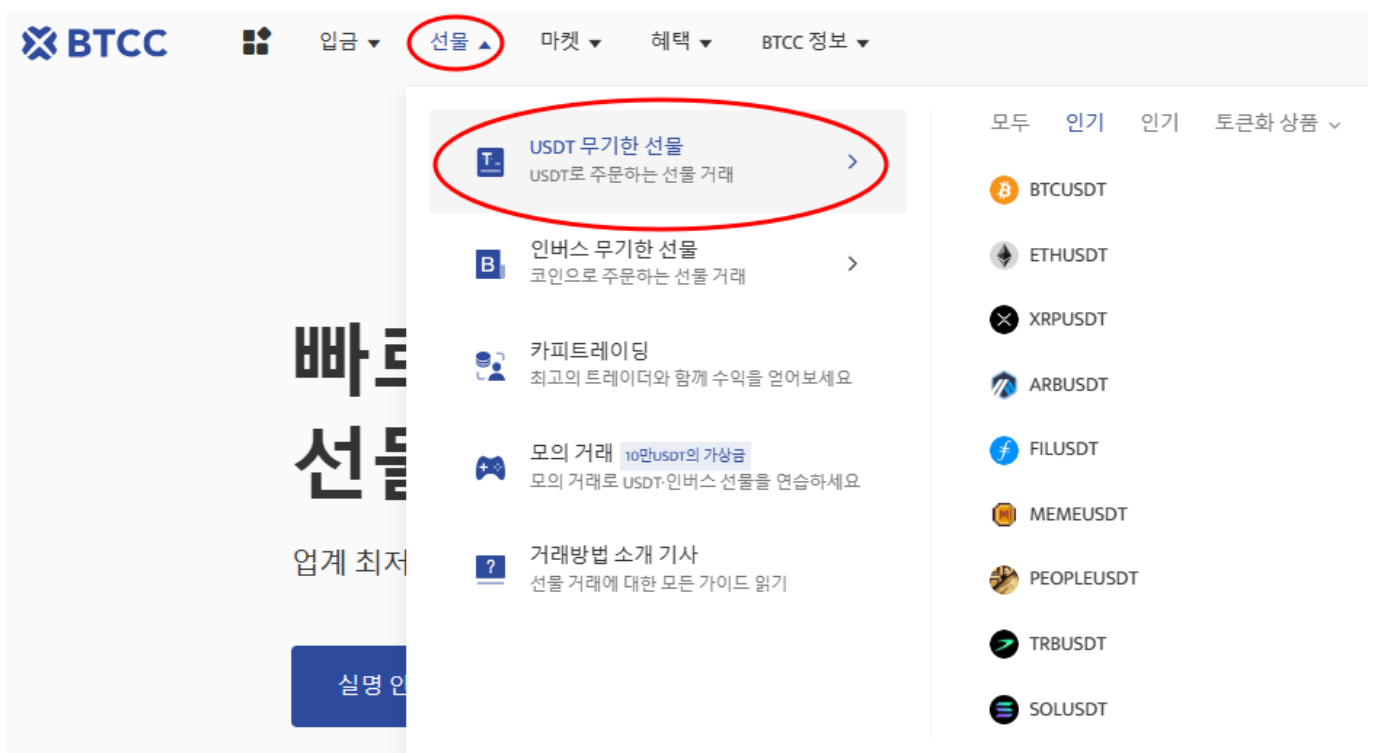 BTCC
입금 ▼ 선물 ▲ 마켓 ▼ 혜택 ▼ BTCC 정보 ▼
USDT 무기한 선물
USDT로 주문하는 선물 거래
인버스 무기한 선물
코인으로 주문하는 선물 거래
카피트레이딩
최고의 트레이더와 함께 수익을 얻어보세요
모의 거래 10만USDT의 가상금
모의 거래로 USDT·인버스 선물을 연습하세요
거래방법 소개 기사
선물 거래에 대한 모든 가이드 읽기
모두 인기 인기 토큰화 상품
BTCUSDT
ETHUSDT
XRPUSDT
ARBUSDT
FILUSDT
MEMEUSDT
PEOPLEUSDT
TRBUSDT
SOLUSDT
빠르
선물
업계 최저
실명 인